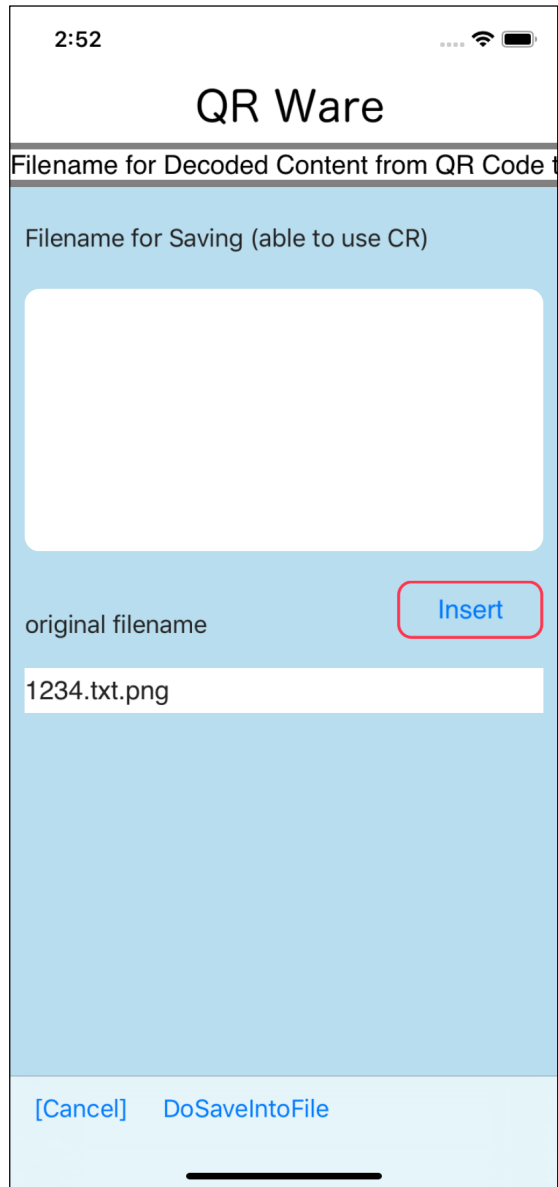 2:52
QR Ware
Filename for Decoded Content from QR Code t
Filename for Saving (able to use CR)
Insert
original filename
1234.txt.png
[Cancel] DoSaveIntoFile